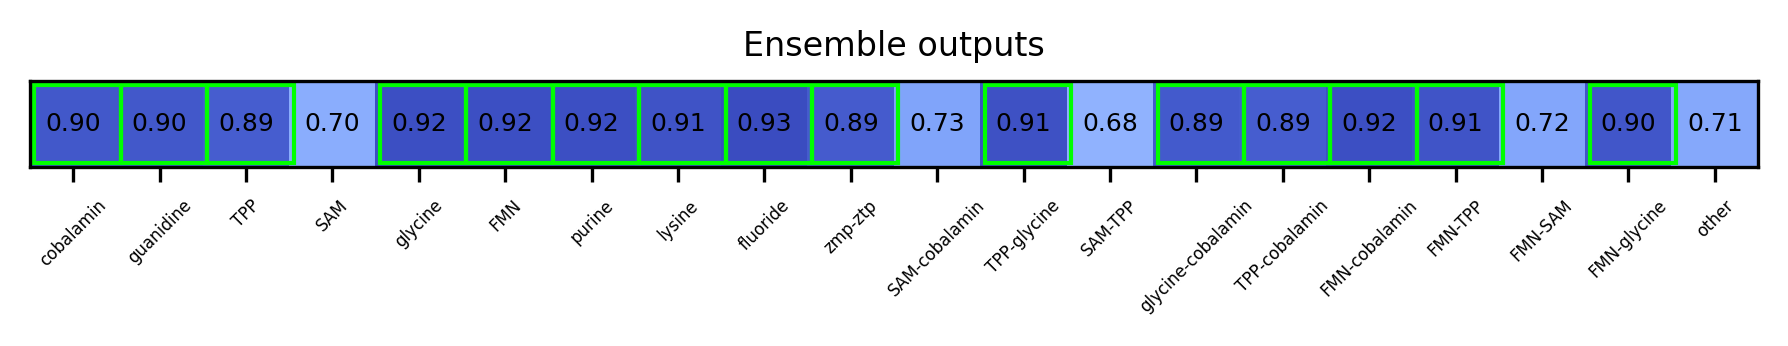 Ensemble outputs
0.90 0.90 0.89 0.70 0.92 0.92 0.92 0.91 0.93 0.89 0.73 0.91 0.68 0.89 0.89 0.92 0.91 0.72 0.90 0.71
cobalamin guanidine TPP SAM glycine FMN purine lysine fluoride zmp-ztp SAM-cobalamin TPP-glycine SAM-TPP glycine-cobalamin TPP-cobalamin FMN-cobalamin FMN-TPP FMN-SAM FMN-glycine other